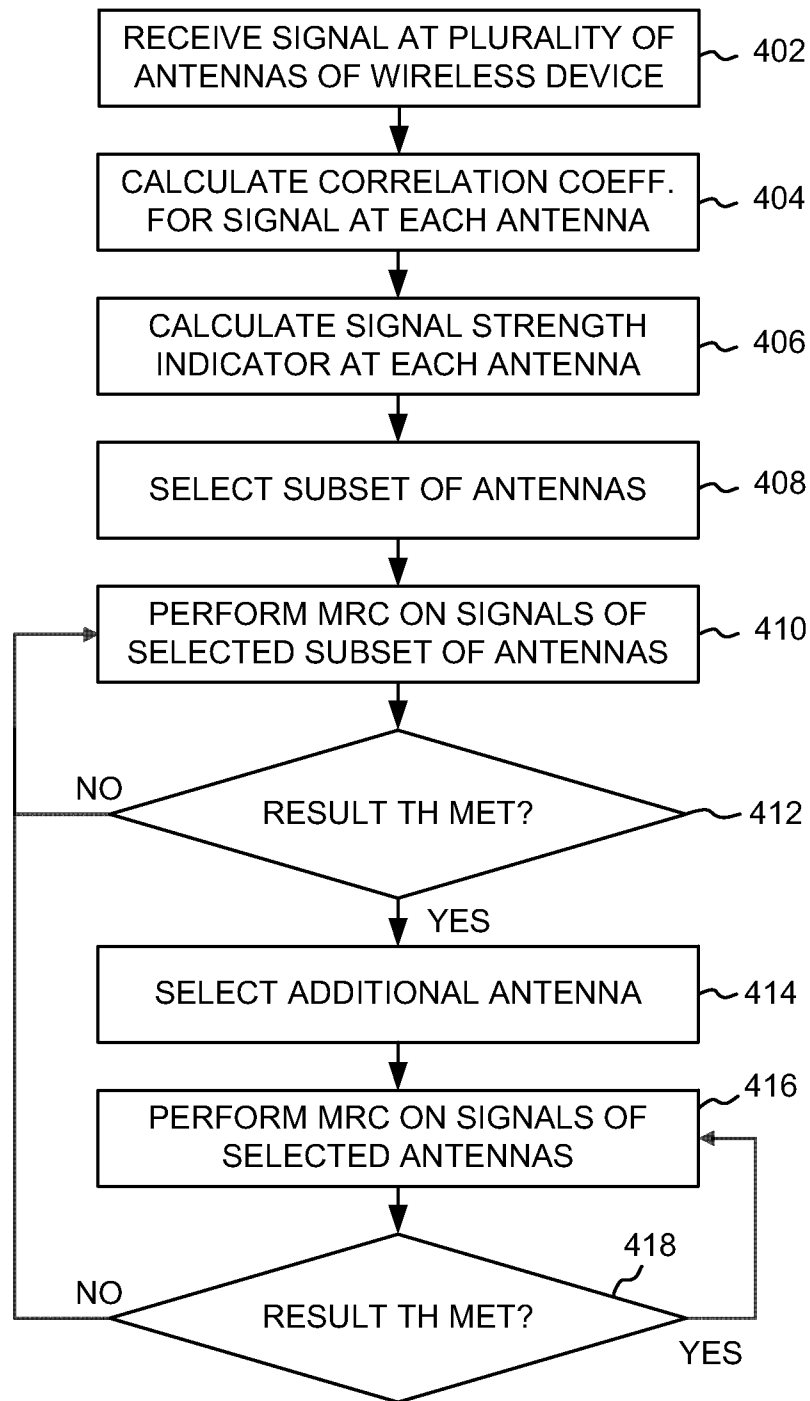 RECEIVE SIGNAL AT PLURALITY OF
ANTENNAS OF WIRELESS DEVICE
402
CALCULATE CORRELATION COEFF.
FOR SIGNAL AT EACH ANTENNA
404
CALCULATE SIGNAL STRENGTH
INDICATOR AT EACH ANTENNA
406
SELECT SUBSET OF ANTENNAS
408
PERFORM MRC ON SIGNALS OF
SELECTED SUBSET OF ANTENNAS
410
NO
RESULT TH MET?
412
YES
SELECT ADDITIONAL ANTENNA
414
416
PERFORM MRC ON SIGNALS OF
SELECTED ANTENNAS
418
NO
RESULT TH MET?
YES